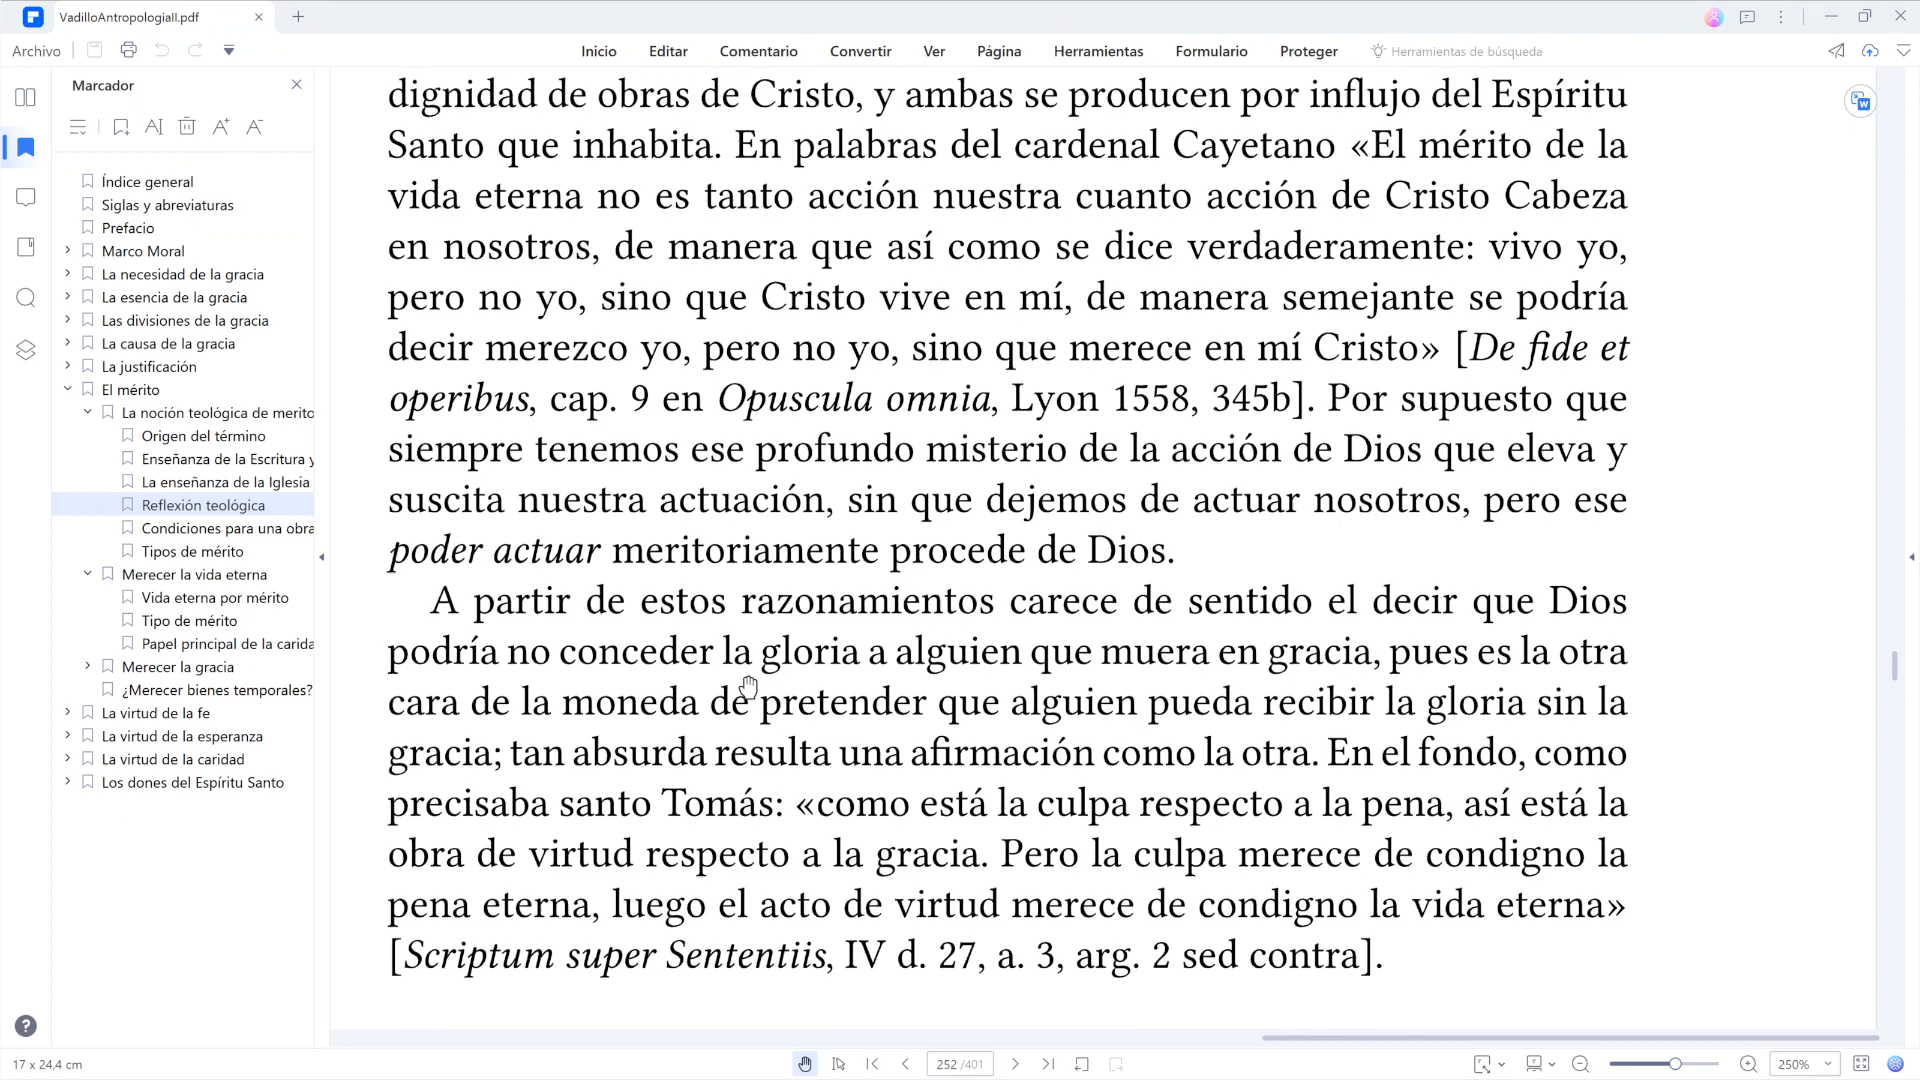 VadilloAntropologiaII.pdf
Archivo
Inicio
Editar
Comentario
Convertir
Ver
Página
Herramientas
Formulario
Proteger
Herramientas de búsqueda
Marcador
Índice general
Siglas y abreviaturas
Prefacio
Marco Moral
La necesidad de la gracia
La esencia de la gracia
Las divisiones de la gracia
La causa de la gracia
La justificación
El mérito
La noción teológica de merito
Origen del término
Enseñanza de la Escritura y
La enseñanza de la Iglesia
Reflexión teológica
Condiciones para una obra
Tipos de mérito
Merecer la vida eterna
Vida eterna por mérito
Tipo de mérito
Papel principal de la carida
Merecer la gracia
¿Merecer bienes temporales?
La virtud de la fe
La virtud de la esperanza
La virtud de la caridad
Los dones del Espíritu Santo
dignidad de obras de Cristo, y ambas se producen por influjo del Espíritu
Santo que inhabita. En palabras del cardenal Cayetano «El mérito de la
vida eterna no es tanto acción nuestra cuanto acción de Cristo Cabeza
en nosotros, de manera que así como se dice verdaderamente: vivo yo,
pero no yo, sino que Cristo vive en mí, de manera semejante se podría
decir merezco yo, pero no yo, sino que merece en mí Cristo» [De fide et
operibus, cap. 9 en Opuscula omnia, Lyon 1558, 345b]. Por supuesto que
siempre tenemos ese profundo misterio de la acción de Dios que eleva y
suscita nuestra actuación, sin que dejemos de actuar nosotros, pero ese
poder actuar meritoriamente procede de Dios.
A partir de estos razonamientos carece de sentido el decir que Dios
podría no conceder la gloria a alguien que muera en gracia, pues es la otra
cara de la moneda de pretender que alguien pueda recibir la gloria sin la
gracia; tan absurda resulta una afirmación como la otra. En el fondo, como
precisaba santo Tomás: «como está la culpa respecto a la pena, así está la
obra de virtud respecto a la gracia. Pero la culpa merece de condigno la
pena eterna, luego el acto de virtud merece de condigno la vida eterna»
[Scriptum super Sententiis, IV d. 27, a. 3, arg. 2 sed contra].
17 x 24,4 cm
252 /401
250%